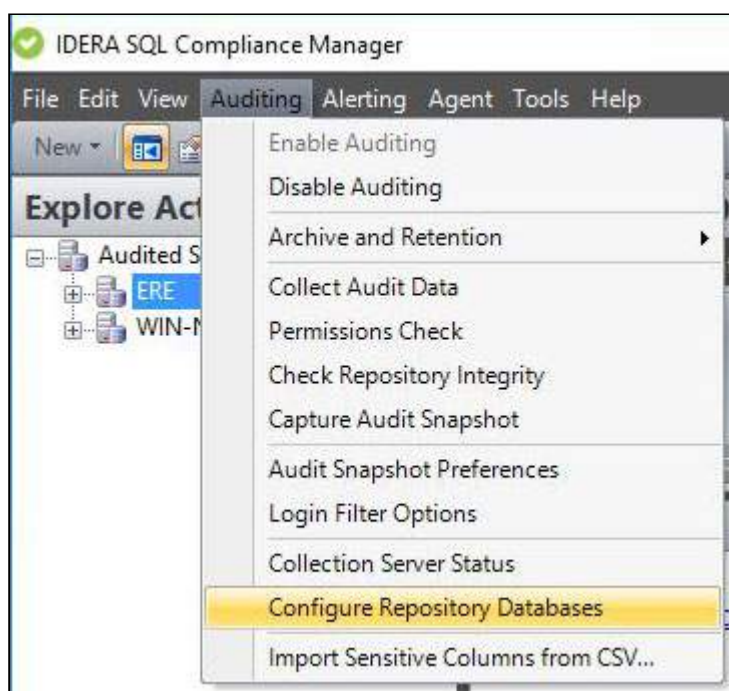 IDERA SQL Compliance Manager
File Edit View Auditing Alerting Agent Tools Help
New
Enable Auditing
Disable Auditing
Archive and Retention
Collect Audit Data
Permissions Check
Check Repository Integrity
Capture Audit Snapshot
Audit Snapshot Preferences
Login Filter Options
Collection Server Status
Configure Repository Databases
Import Sensitive Columns from CSV...
Explore Act
Audited S
ERE
WIN-N